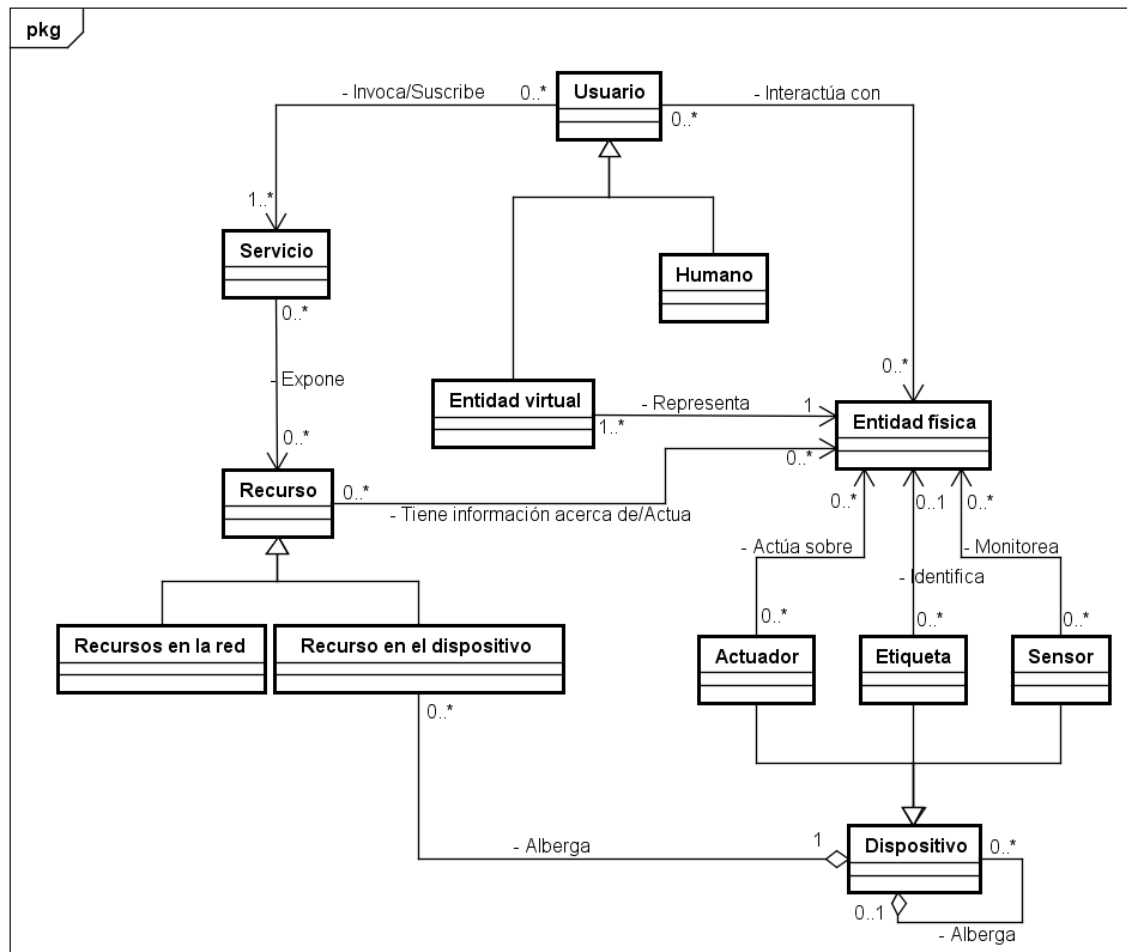 pkg
- Invoca/Suscribe
0..*
Usuario
0..*
- Interactúa con
1..*
Servicio
0..*
Humano
- Expone
0..*
Entidad virtual
1..*
- Representa
1
0..*
Entidad física
0..*
Recurso
0..*
- Tiene información acerca de/Actua
0..*
0..1
0..*
- Actúa sobre
- Identifica
- Monitorea
0..*
0..*
0..*
Recursos en la red
Recurso en el dispositivo
Actuador
Etiqueta
Sensor
0..*
- Alberga
1
Dispositivo
0..*
0..1
- Alberga